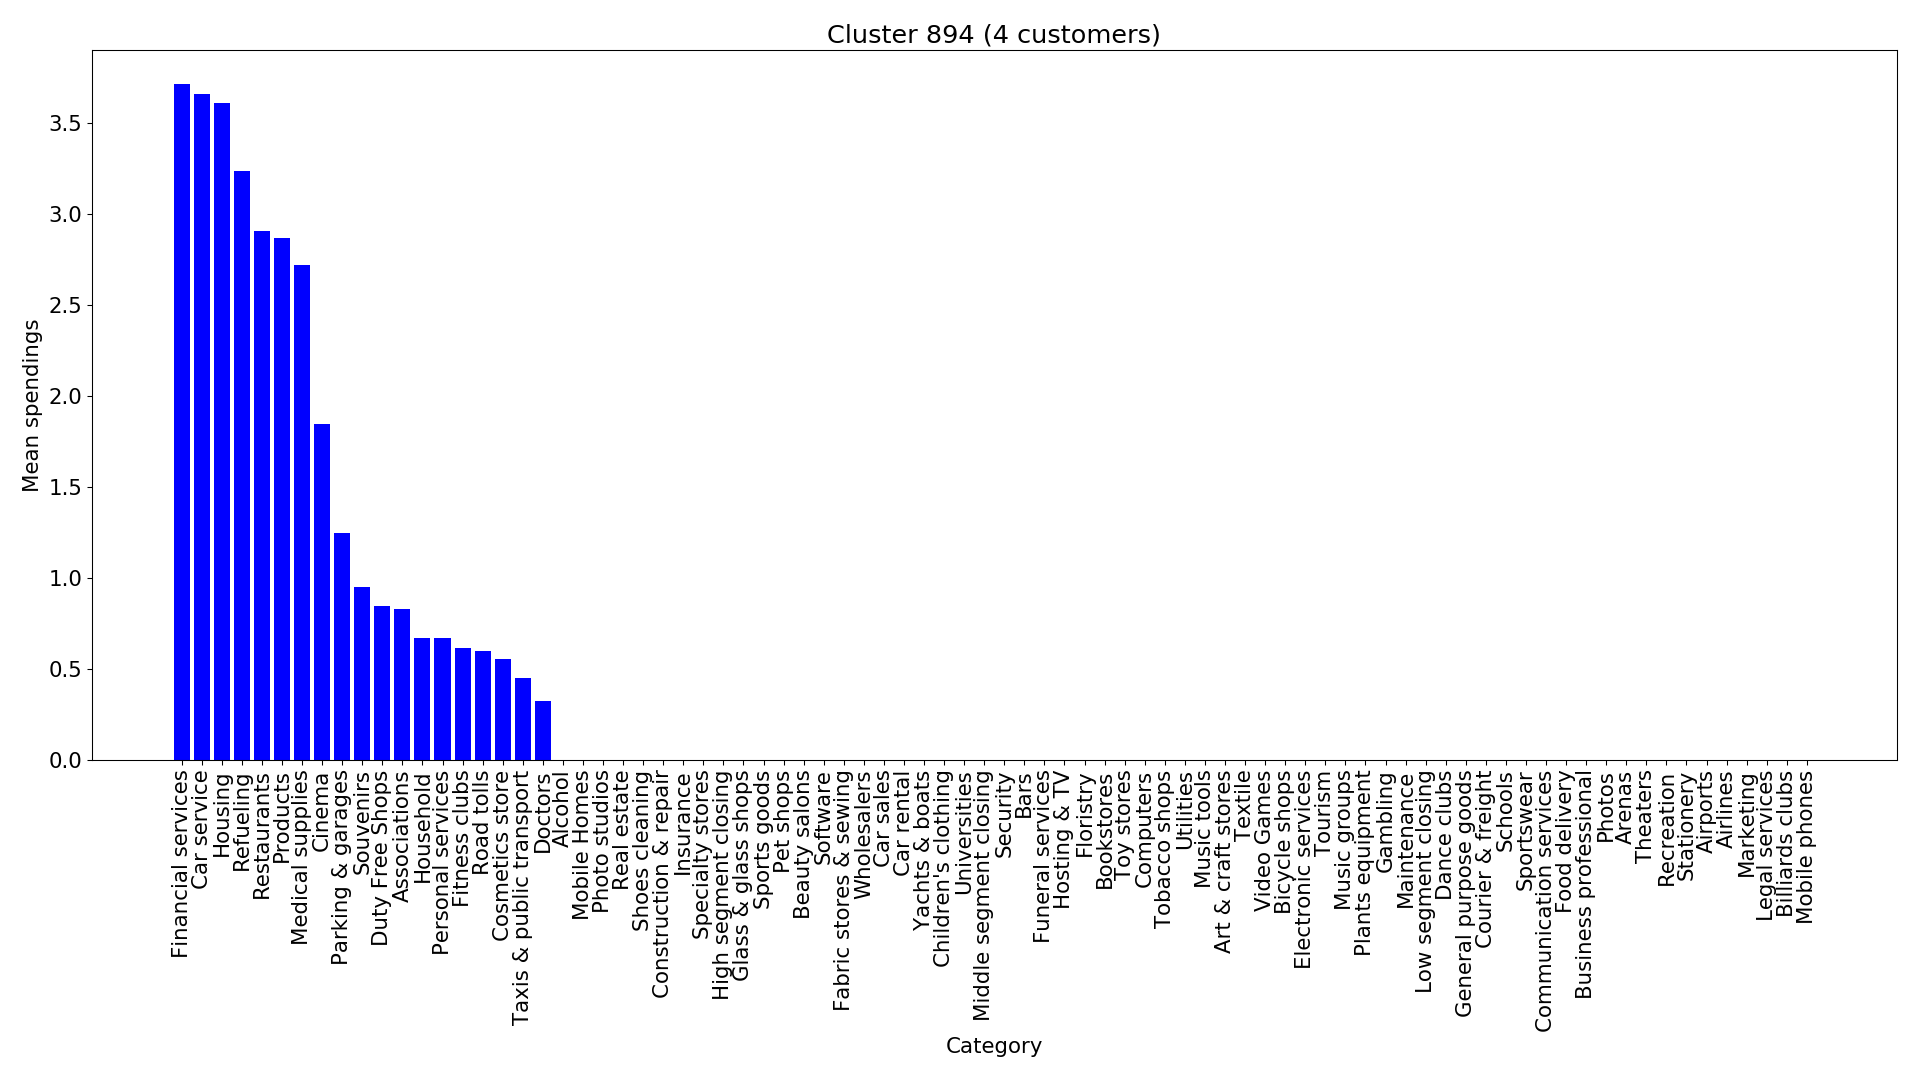 Cluster 894 (4 customers)
Mean spendings
3.5
3.0
2.5
2.0
1.5
1.0
0.5
0.0
Financial services
Car service
Housing
Refueling
Restaurants
Products
Medical supplies
Cinema
Parking & garages
Souvenirs
Duty Free Shops
Associations
Household
Personal services
Fitness clubs
Road tolls
Cosmetics store
Taxis & public transport
Doctors
Alcohol
Mobile Homes
Photo studios
Real estate
Shoes cleaning
Construction & repair
Insurance
Specialty stores
High segment closing
Glass & glass shops
Sports goods
Pet shops
Beauty salons
Software
Fabric stores & sewing
Wholesalers
Car sales
Car rental
Yachts & boats
Children's clothing
Universities
Middle segment closing
Security
Bars
Funeral services
Hosting & TV
Floristry
Bookstores
Toy stores
Computers
Tobacco shops
Utilities
Music tools
Art & craft stores
Textile
Video Games
Bicycle shops
Electronic services
Tourism
Music groups
Plants equipment
Gambling
Maintenance
Low segment closing
Dance clubs
General purpose goods
Courier & freight
Schools
Sportswear
Communication services
Food delivery
Business professional
Photos
Arenas
Theaters
Recreation
Stationery
Airports
Airlines
Marketing
Legal services
Billiards clubs
Mobile phones
Category